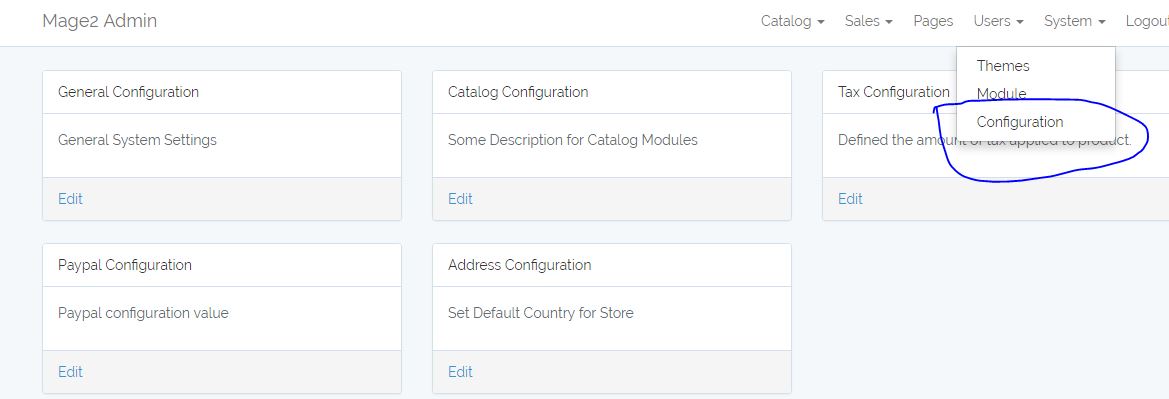 Mage2 Admin
Catalog Sales Pages Users System Logou
Themes
Module
Configuration
General Configuration
General System Settings
Edit
Catalog Configuration
Some Description for Catalog Modules
Edit
Tax Configuration
Defined the amount of tax applied to product.
Edit
Paypal Configuration
Paypal configuration value
Edit
Address Configuration
Set Default Country for Store
Edit